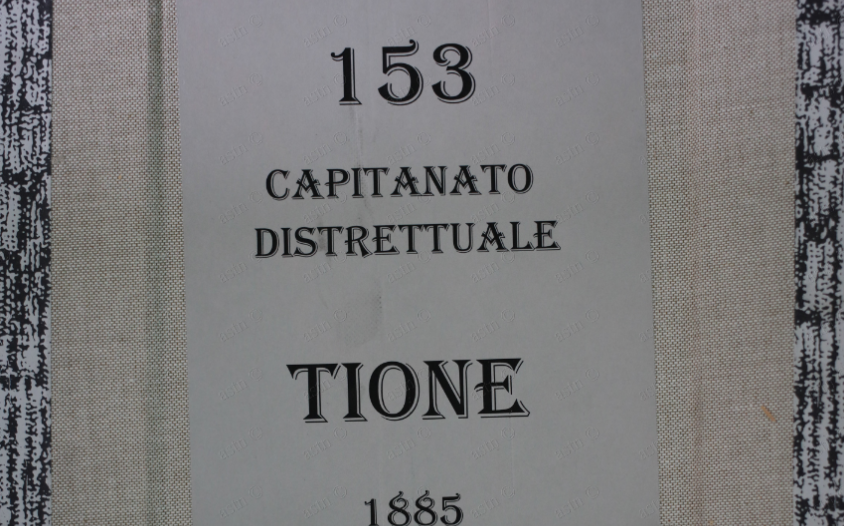 153
CAPITANATO
DISTRETTUALE
TIONE
1885